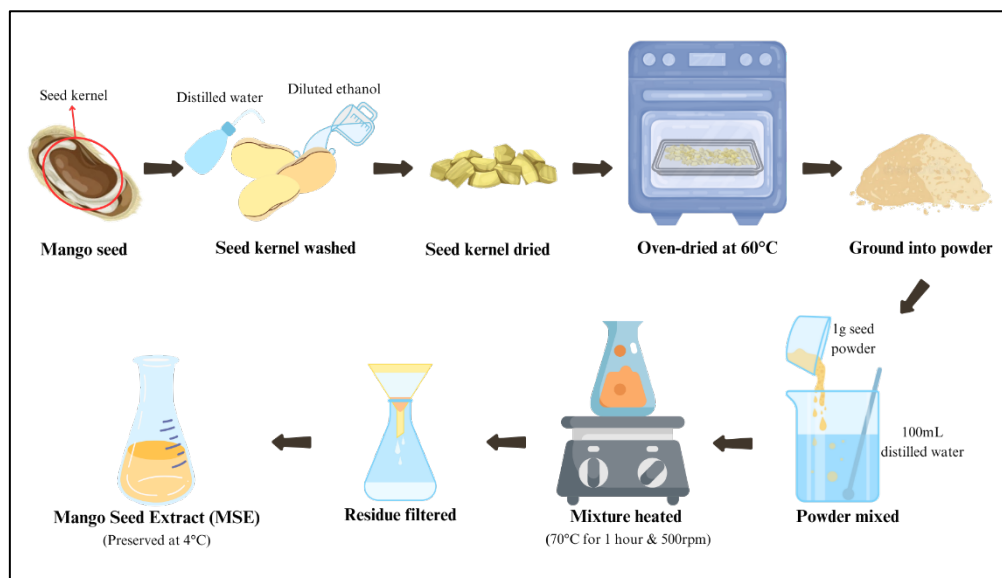 Seed kernel
Distilled water
Diluted ethanol
Mango seed
Seed kernel washed
Seed kernel dried
Oven-dried at 60°C
Ground into powder
1g seed
powder
100mL
distilled water
Mango Seed Extract (MSE)
(Preserved at 4°C)
Residue filtered
Mixture heated
(70°C for 1 hour & 500rpm)
Powder mixed